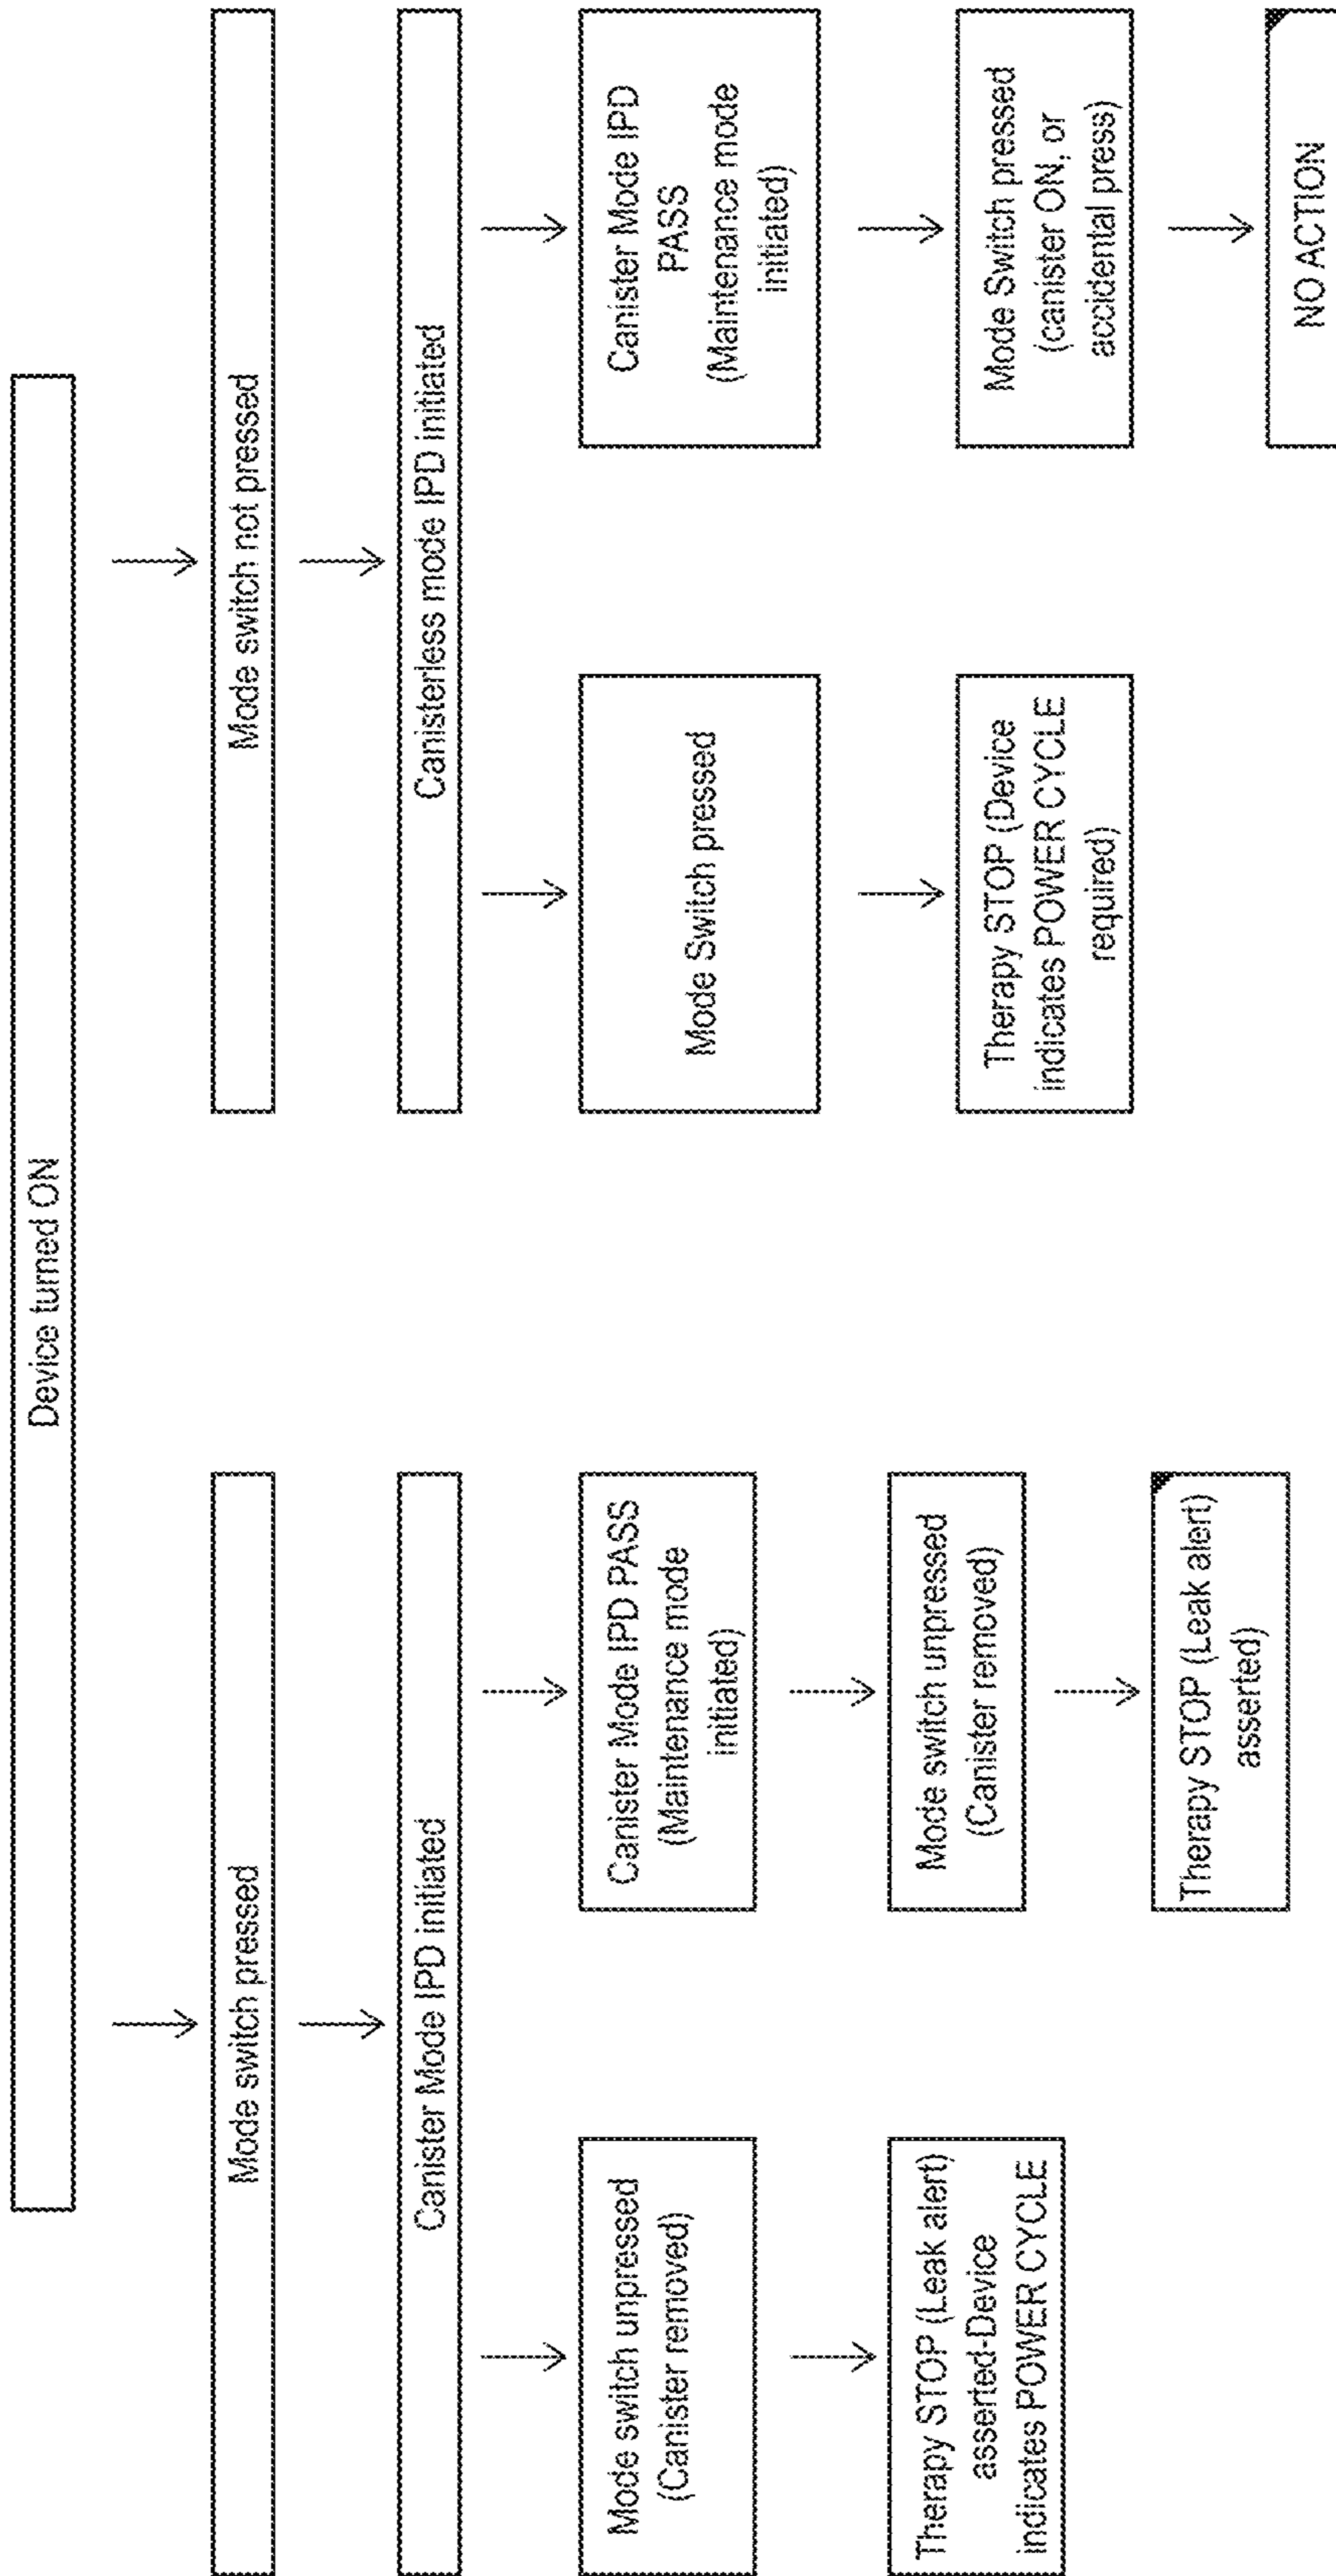 Device turned ON
Mode switch pressed
Mode switch not pressed
Canister Mode IPD initiated
Canisterless mode IPD initiated
Mode switch unpressed
(Canister removed)
Canister Mode IPD PASS
(Maintenance mode
initiated)
Mode Switch pressed
Canister Mode IPD
PASS
(Maintenance mode
initiated)
Therapy STOP (Leak alert)
asserted-Device
indicates POWER CYCLE
Mode switch unpressed
(Canister removed)
Therapy STOP (Device
indicates POWER CYCLE
required)
Mode Switch pressed
(canister ON, or
accidental press)
Therapy STOP (Leak alert)
asserted)
NO ACTION